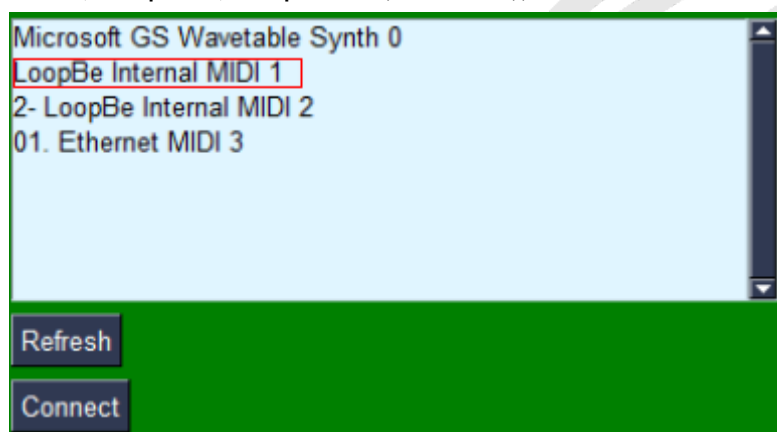 Microsoft GS Wavetable Synth 0
LoopBe Internal MIDI 1
2- LoopBe Internal MIDI 2
01. Ethernet MIDI 3
Refresh
Connect